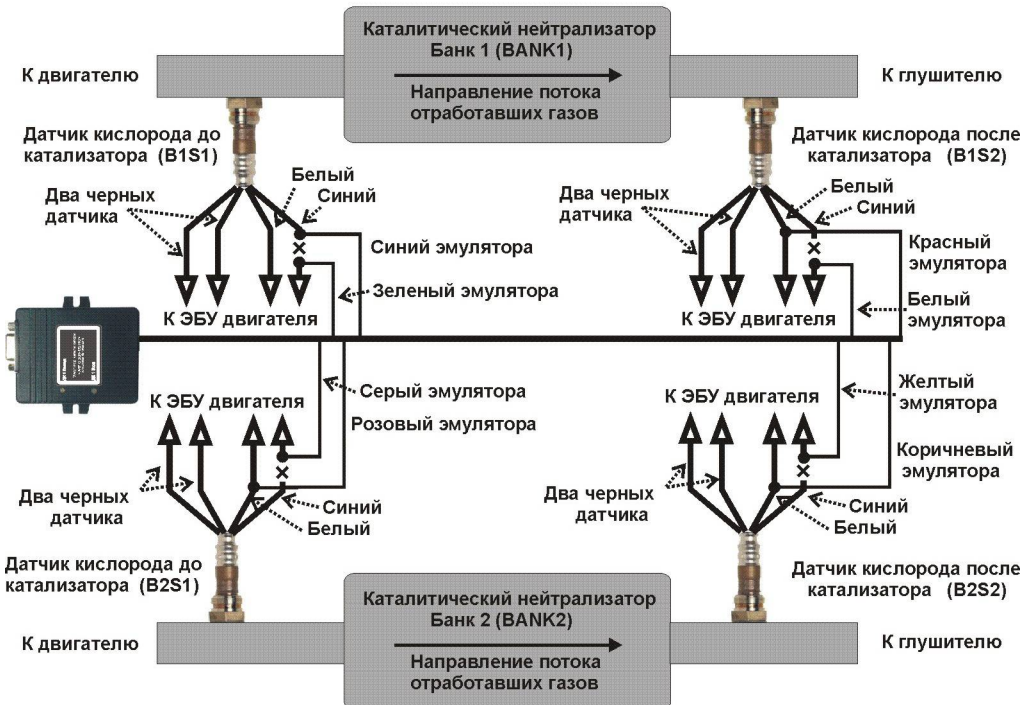 Каталитический нейтрализатор
Банк 1 (BANK1)
К двигателю
К глушителю
Направление потока
отработавших газов
Датчик кислорода до
катализатора (B1S1)
Датчик кислорода после
катализатора (B1S2)
Белый
Синий
Два черных
датчика
Синий эмулятора
Зеленый эмулятора
К ЭБУ двигателя
Белый
Синий
Два черных
датчика
Красный
эмулятора
Белый
эмулятора
К ЭБУ двигателя
К ЭБУ двигателя
Серый эмулятора
Розовый эмулятора
Два черных
датчика
Синий
Белый
К ЭБУ двигателя
Желтый
эмулятора
Коричневый
эмулятора
Два черных
датчика
Синий
Белый
Датчик кислорода до
катализатора (B2S1)
Датчик кислорода после
катализатора (B2S2)
Каталитический нейтрализатор
Банк 2 (BANK2)
К двигателю
К глушителю
Направление потока
отработавших газов